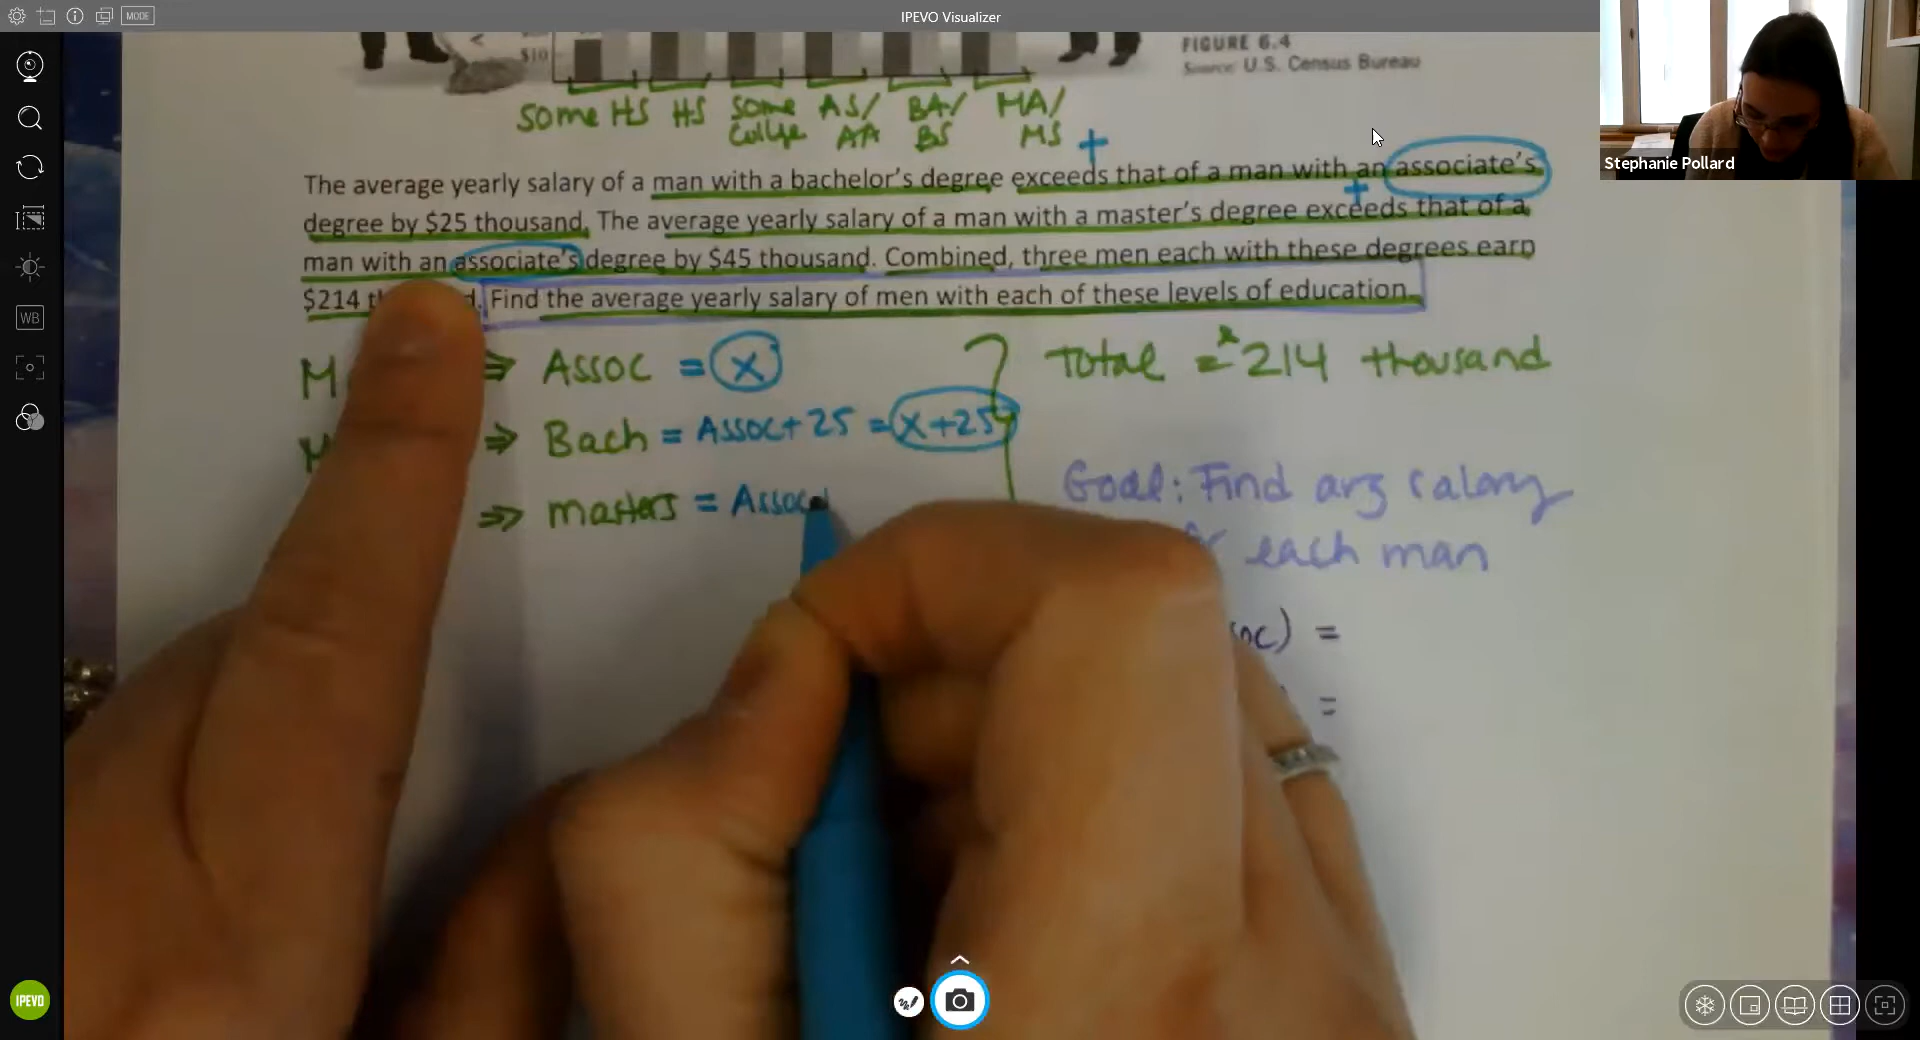 MODE
IPEVO Visualizer
$10
FIGURE 6.4
Source: U.S. Census Bureau
Some HS HS Some College AS/AA BA/BS MA/MS
Stephanie Pollard
The average yearly salary of a man with a bachelor's degree exceeds that of a man with an associate's
degree by $25 thousand. The average yearly salary of a man with a master's degree exceeds that of a
man with an associate's degree by $45 thousand. Combined, three men each with these degrees earn
$214 Find the average yearly salary of men with each of these levels of education.
WB
M ⇒ Assoc = x Total = 214 thousand
M ⇒ Bach = Assoc + 25 = x+25
Goal: Find avg salary
⇒ masters = Assoc
each man
=
=
IPEVO